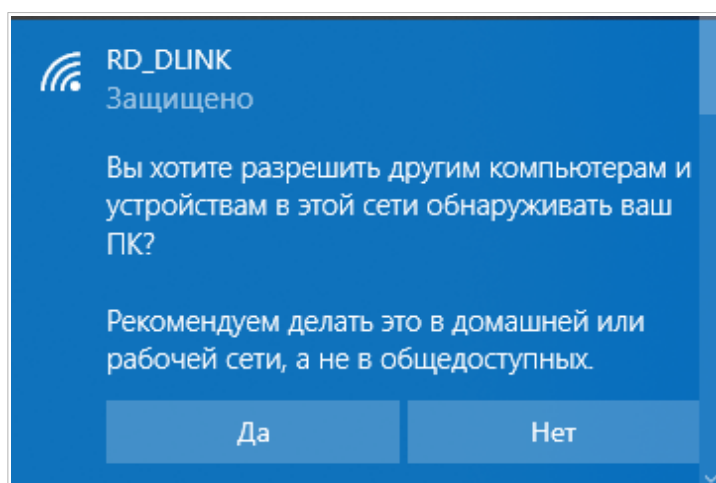 RD_DLINK
Защищено
Вы хотите разрешить другим компьютерам и
устройствам в этой сети обнаруживать ваш
ПК?
Рекомендуем делать это в домашней или
рабочей сети, а не в общедоступных.
Да
Нет